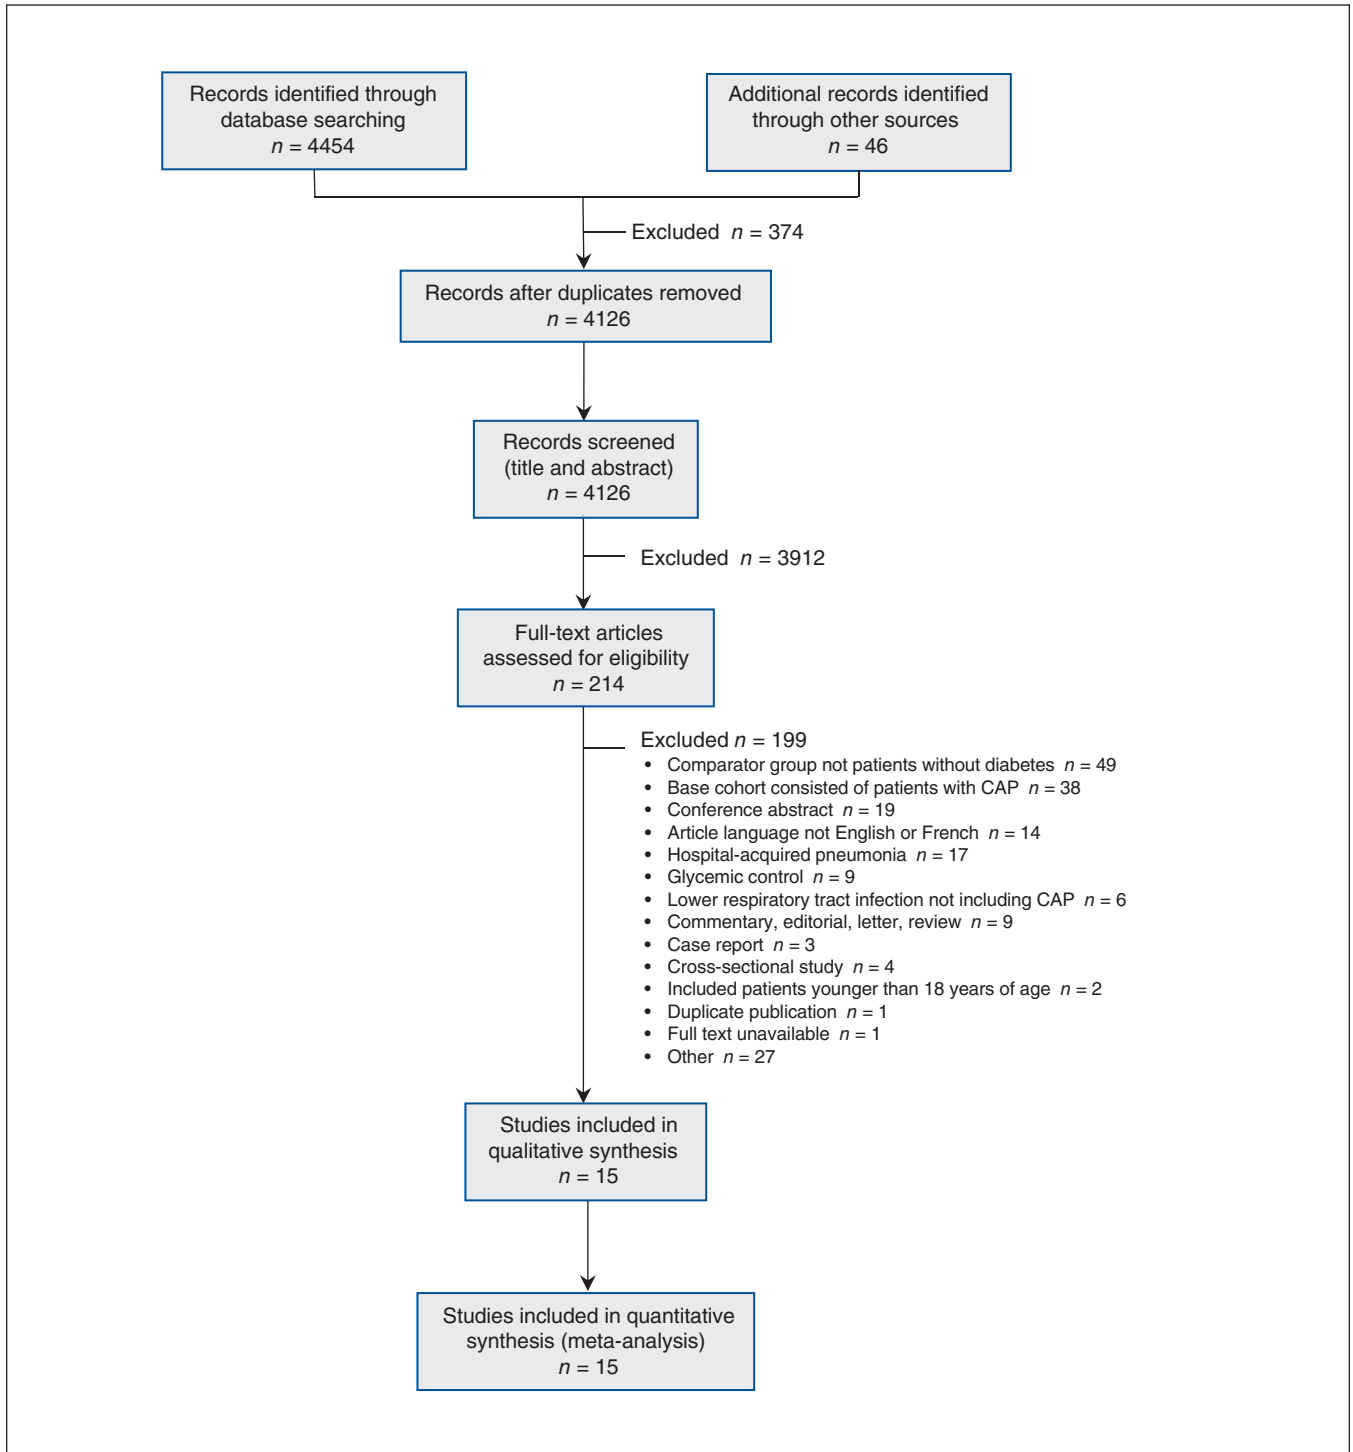 Records identified through
database searching
n = 4454
Additional records identified
through other sources
n = 46
Excluded n = 374
Records after duplicates removed
n = 4126
Records screened
(title and abstract)
n = 4126
Excluded n = 3912
Full-text articles
assessed for eligibility
n = 214
Excluded n = 199
• Comparator group not patients without diabetes n = 49
• Base cohort consisted of patients with CAP n = 38
• Conference abstract n = 19
• Article language not English or French n = 14
• Hospital-acquired pneumonia n = 17
• Glycemic control n = 9
• Lower respiratory tract infection not including CAP n = 6
• Commentary, editorial, letter, review n = 9
• Case report n = 3
• Cross-sectional study n = 4
• Included patients younger than 18 years of age n = 2
• Duplicate publication n = 1
• Full text unavailable n = 1
• Other n = 27
Studies included in
qualitative synthesis
n = 15
Studies included in quantitative
synthesis (meta-analysis)
n = 15